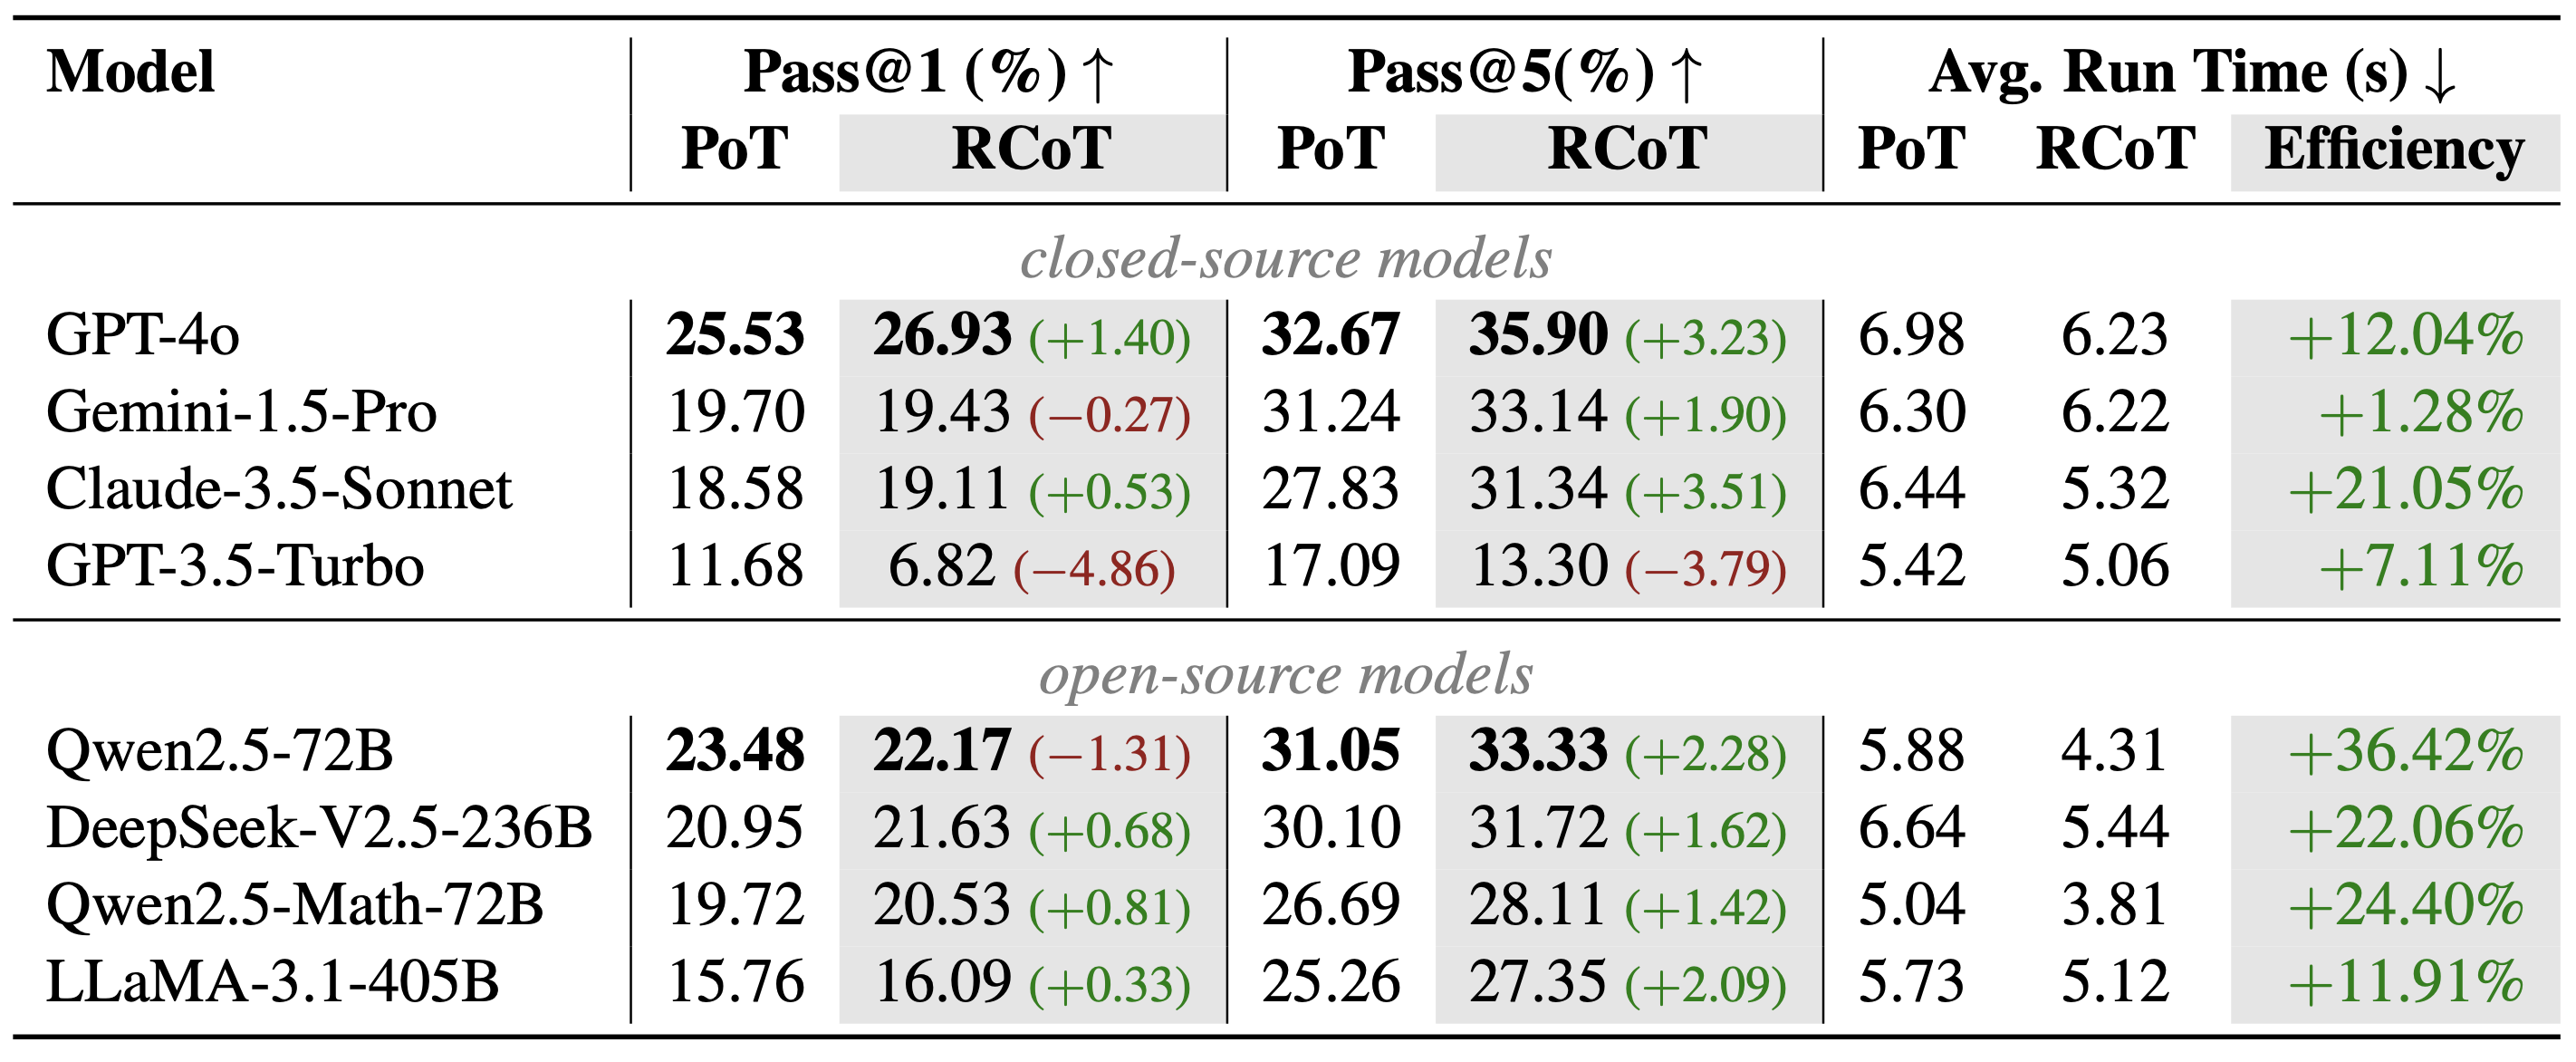 Model Pass@1 (%) ↑ Pass@5(%) ↑ Avg. Run Time (s) ↓
PoT RCoT PoT RCoT PoT RCoT Efficiency
closed-source models
GPT-4o 25.53 26.93 (+1.40) 32.67 35.90 (+3.23) 6.98 6.23 +12.04%
Gemini-1.5-Pro 19.70 19.43 (−0.27) 31.24 33.14 (+1.90) 6.30 6.22 +1.28%
Claude-3.5-Sonnet 18.58 19.11 (+0.53) 27.83 31.34 (+3.51) 6.44 5.32 +21.05%
GPT-3.5-Turbo 11.68 6.82 (−4.86) 17.09 13.30 (−3.79) 5.42 5.06 +7.11%
open-source models
Qwen2.5-72B 23.48 22.17 (−1.31) 31.05 33.33 (+2.28) 5.88 4.31 +36.42%
DeepSeek-V2.5-236B 20.95 21.63 (+0.68) 30.10 31.72 (+1.62) 6.64 5.44 +22.06%
Qwen2.5-Math-72B 19.72 20.53 (+0.81) 26.69 28.11 (+1.42) 5.04 3.81 +24.40%
LLaMA-3.1-405B 15.76 16.09 (+0.33) 25.26 27.35 (+2.09) 5.73 5.12 +11.91%